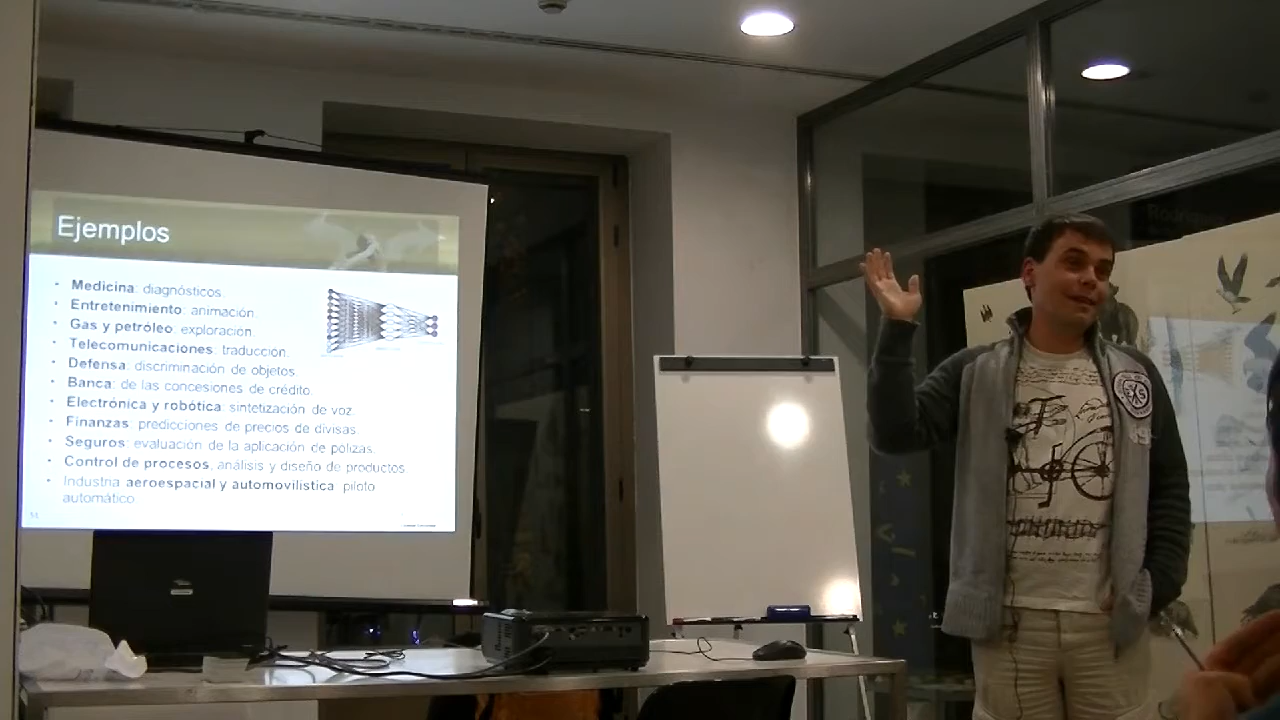 Ejemplos
• Medicina: diagnósticos.
• Entretenimiento: animación.
• Gas y petróleo: exploración.
• Telecomunicaciones: traducción.
• Defensa: discriminación de objetos.
• Banca: de las concesiones de crédito.
• Electrónica y robótica: sintetización de voz.
• Finanzas: predicciones de precios de divisas.
• Seguros: evaluación de la aplicación de polizas.
• Control de procesos, análisis y diseño de productos.
• Industria aeroespacial y automovilística: piloto
automático